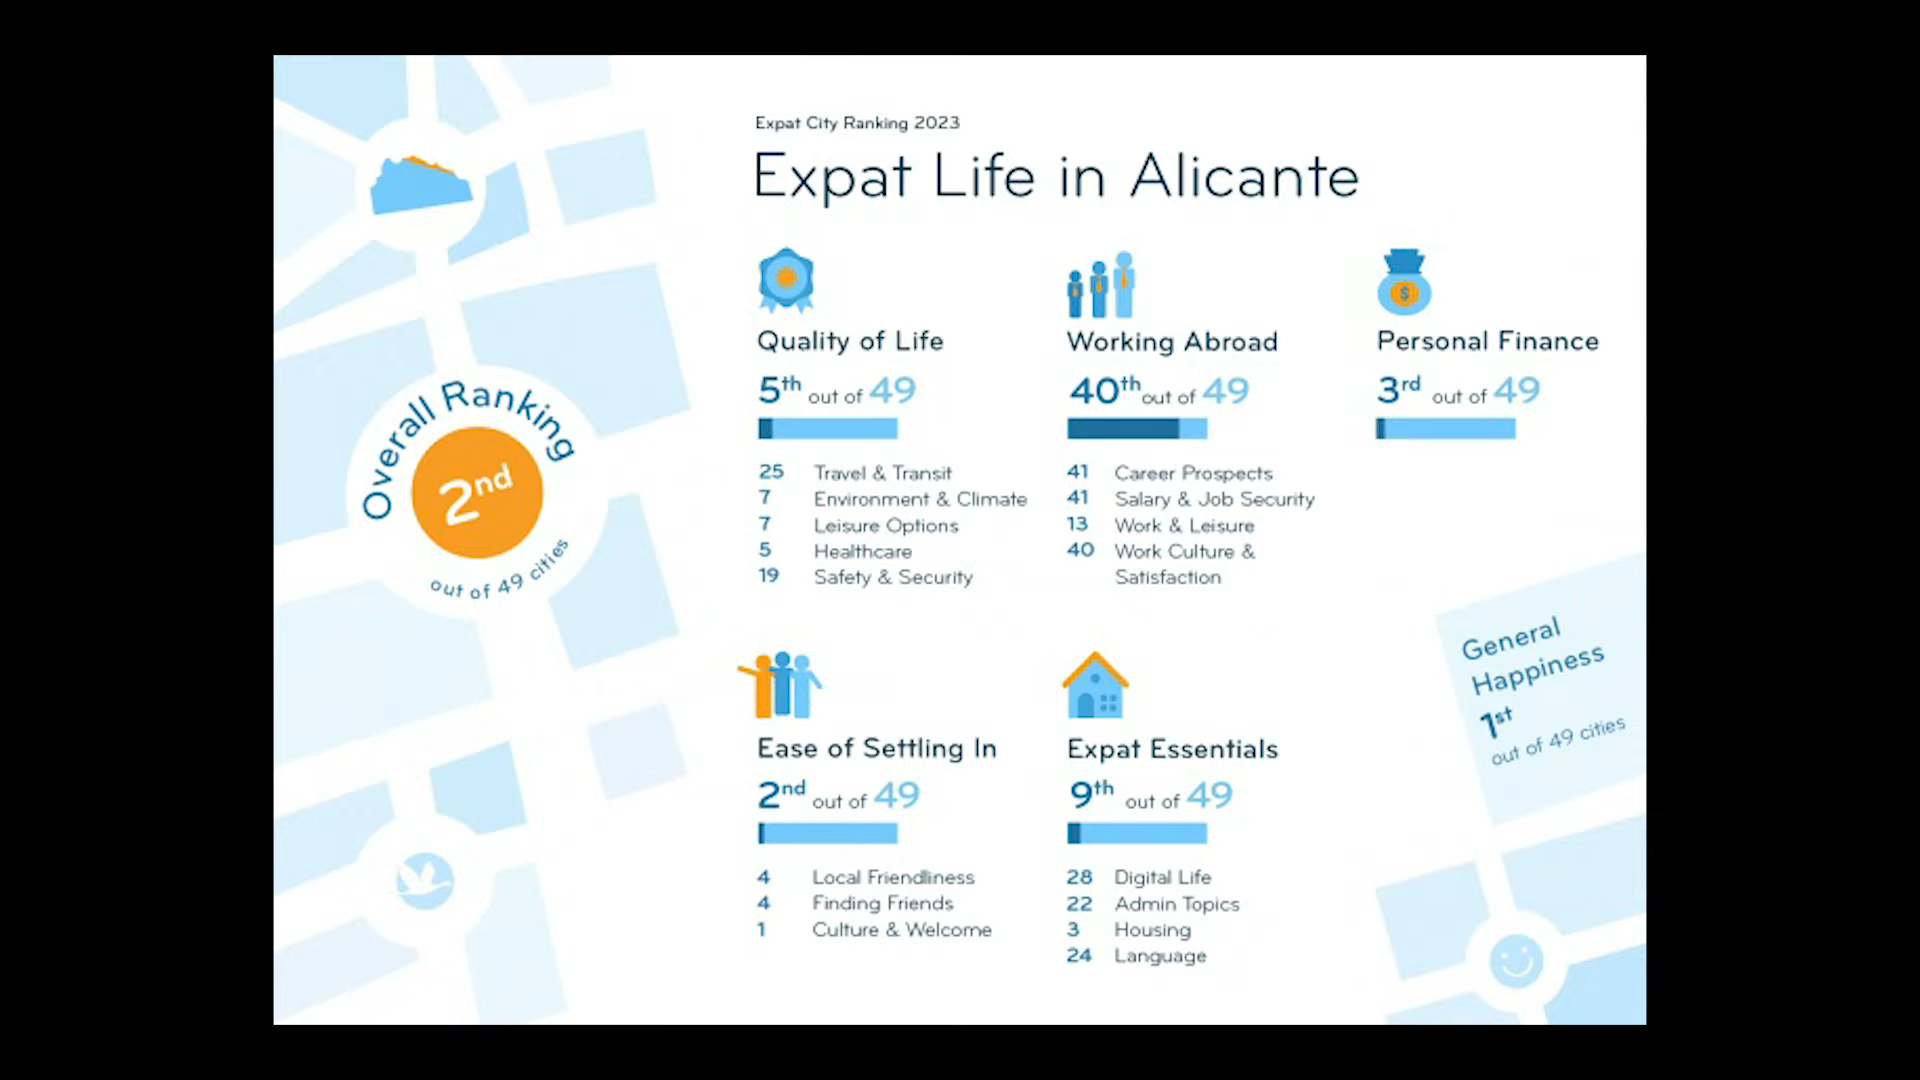 Expat City Ranking 2023
Expat Life in Alicante
Overall Ranking
2nd
out of 49 cities
Quality of Life
5th out of 49
25 Travel & Transit
7 Environment & Climate
7 Leisure Options
5 Healthcare
19 Safety & Security
Working Abroad
40th out of 49
41 Career Prospects
41 Salary & Job Security
13 Work & Leisure
40 Work Culture &
Satisfaction
$
Personal Finance
3rd out of 49
Ease of Settling In
2nd out of 49
4 Local Friendliness
4 Finding Friends
1 Culture & Welcome
Expat Essentials
9th out of 49
28 Digital Life
22 Admin Topics
3 Housing
24 Language
General
Happiness
1st
out of 49 cities